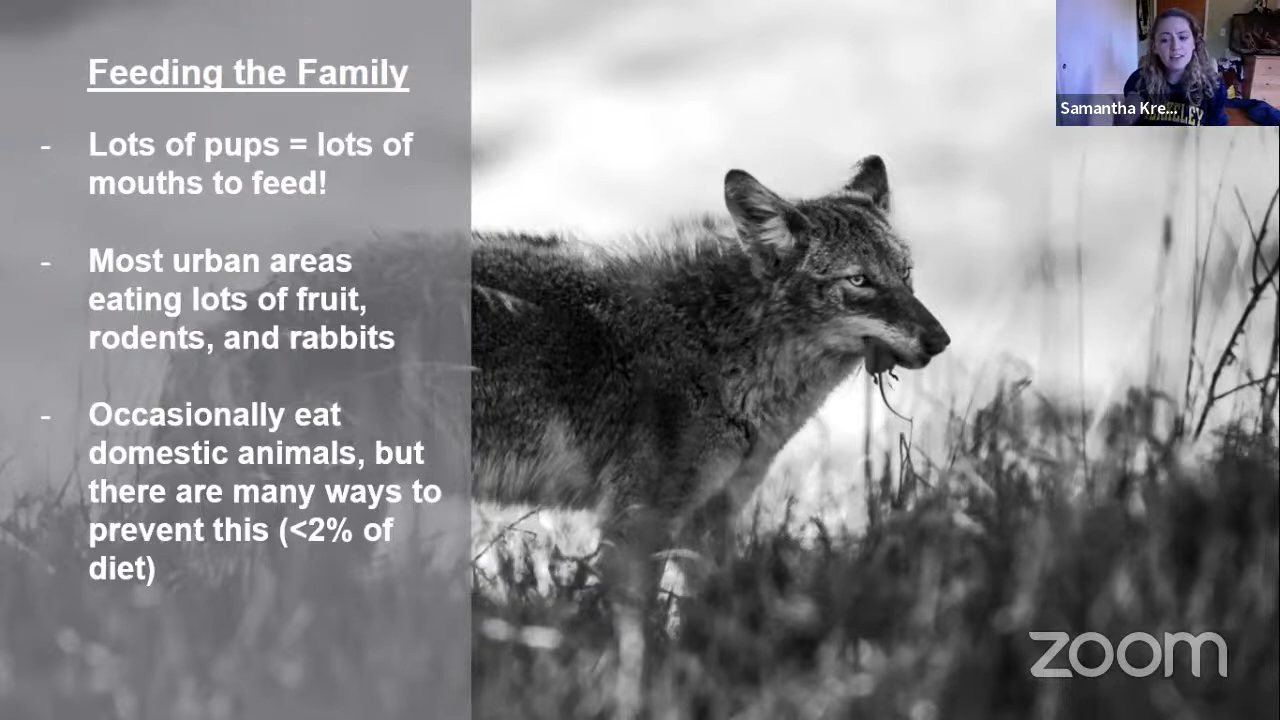 Feeding the Family
- Lots of pups = lots of
mouths to feed!
- Most urban areas
eating lots of fruit,
rodents, and rabbits
- Occasionally eat
domestic animals, but
there are many ways to
prevent this (<2% of
diet)
Samantha Kre...
zoom